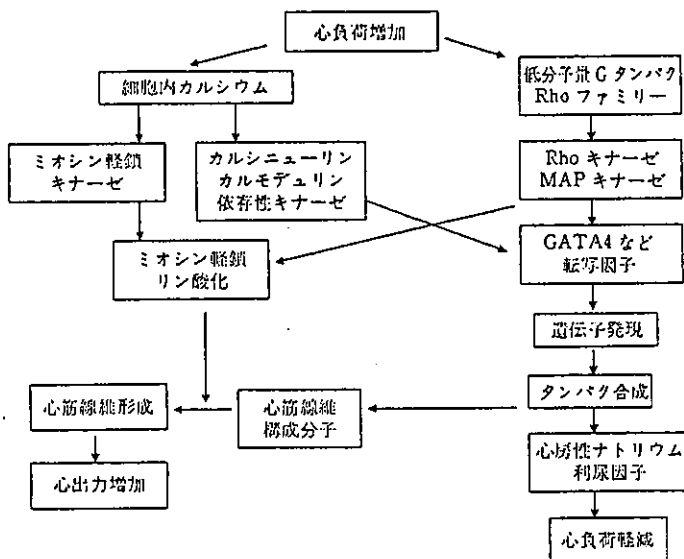 心負荷増加
細胞内カルシウム
低分子量Gタンパク
Rhoファミリー
ミオシン軽鎖
キナーゼ
カルシニューリン
カルモデュリン
依存性キナーゼ
Rhoキナーゼ
MAPキナーゼ
ミオシン軽鎖
リン酸化
GATA4など
転写因子
遺伝子発現
タンパク合成
心筋線維形成
心筋線維
構成分子
心房性ナトリウム
利尿因子
心出力増加
心負荷軽減